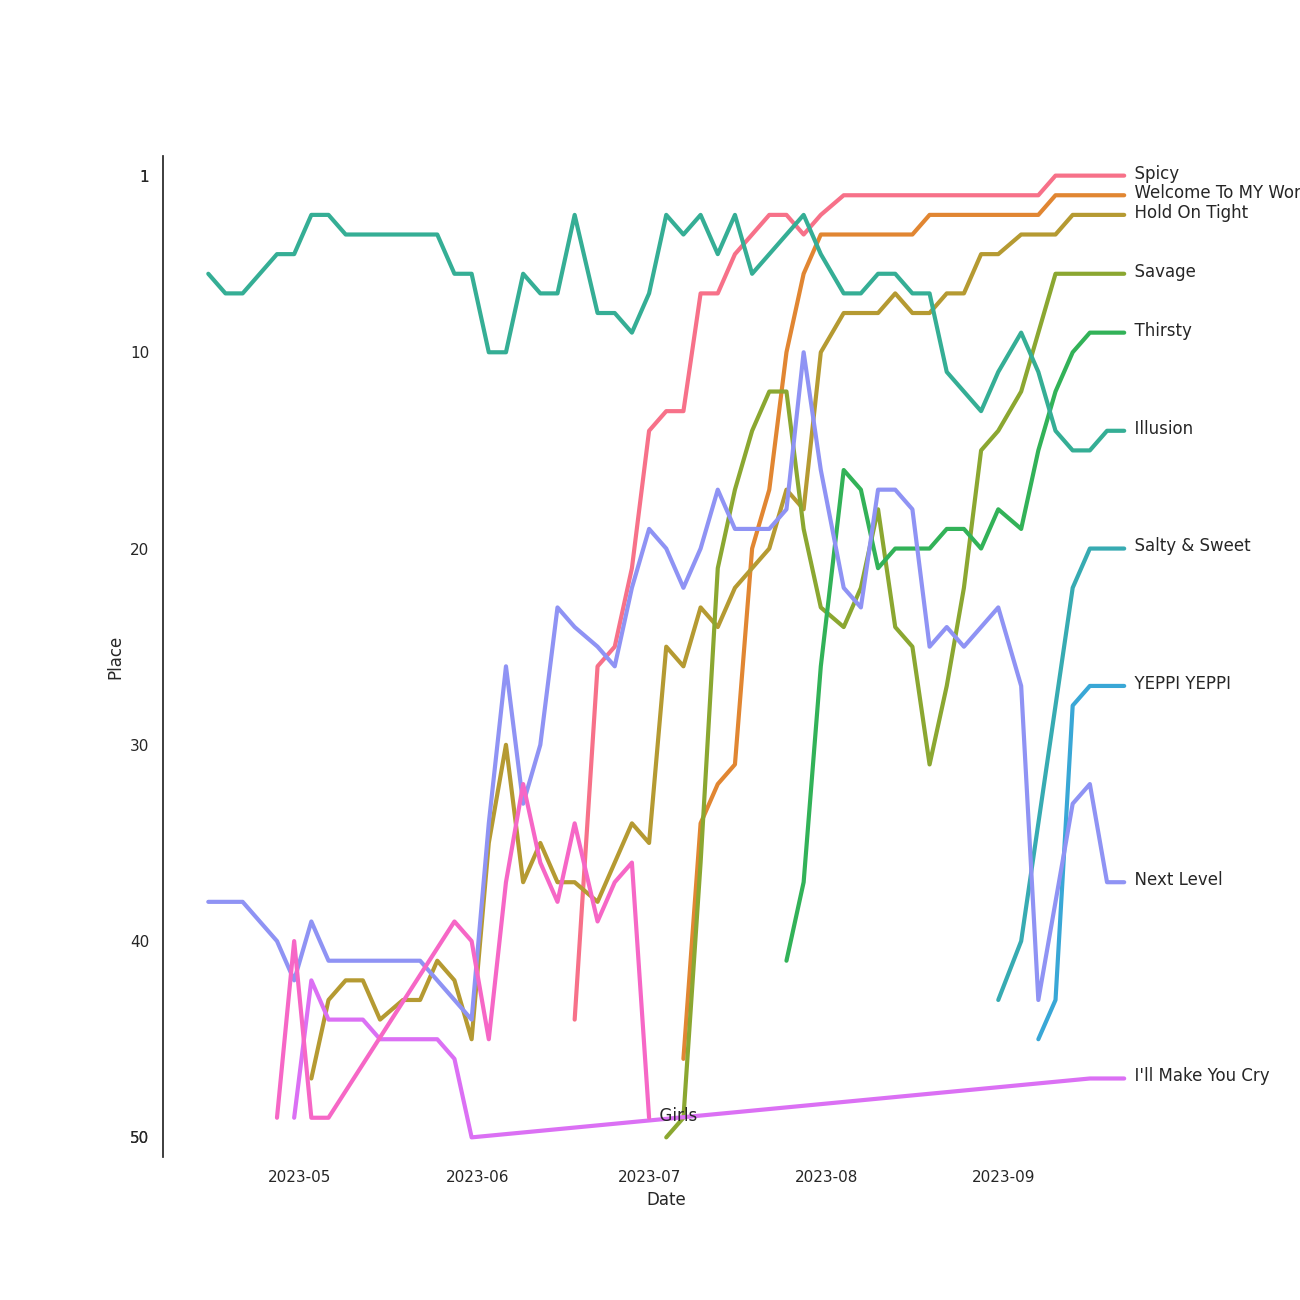 1
10
20
30
40
50
Place
2023-05
2023-06
2023-07
2023-08
2023-09
Date
Spicy
Welcome To MY Wor
Hold On Tight
Savage
Thirsty
Illusion
Salty & Sweet
YEPPI YEPPI
Next Level
I'll Make You Cry
Girls